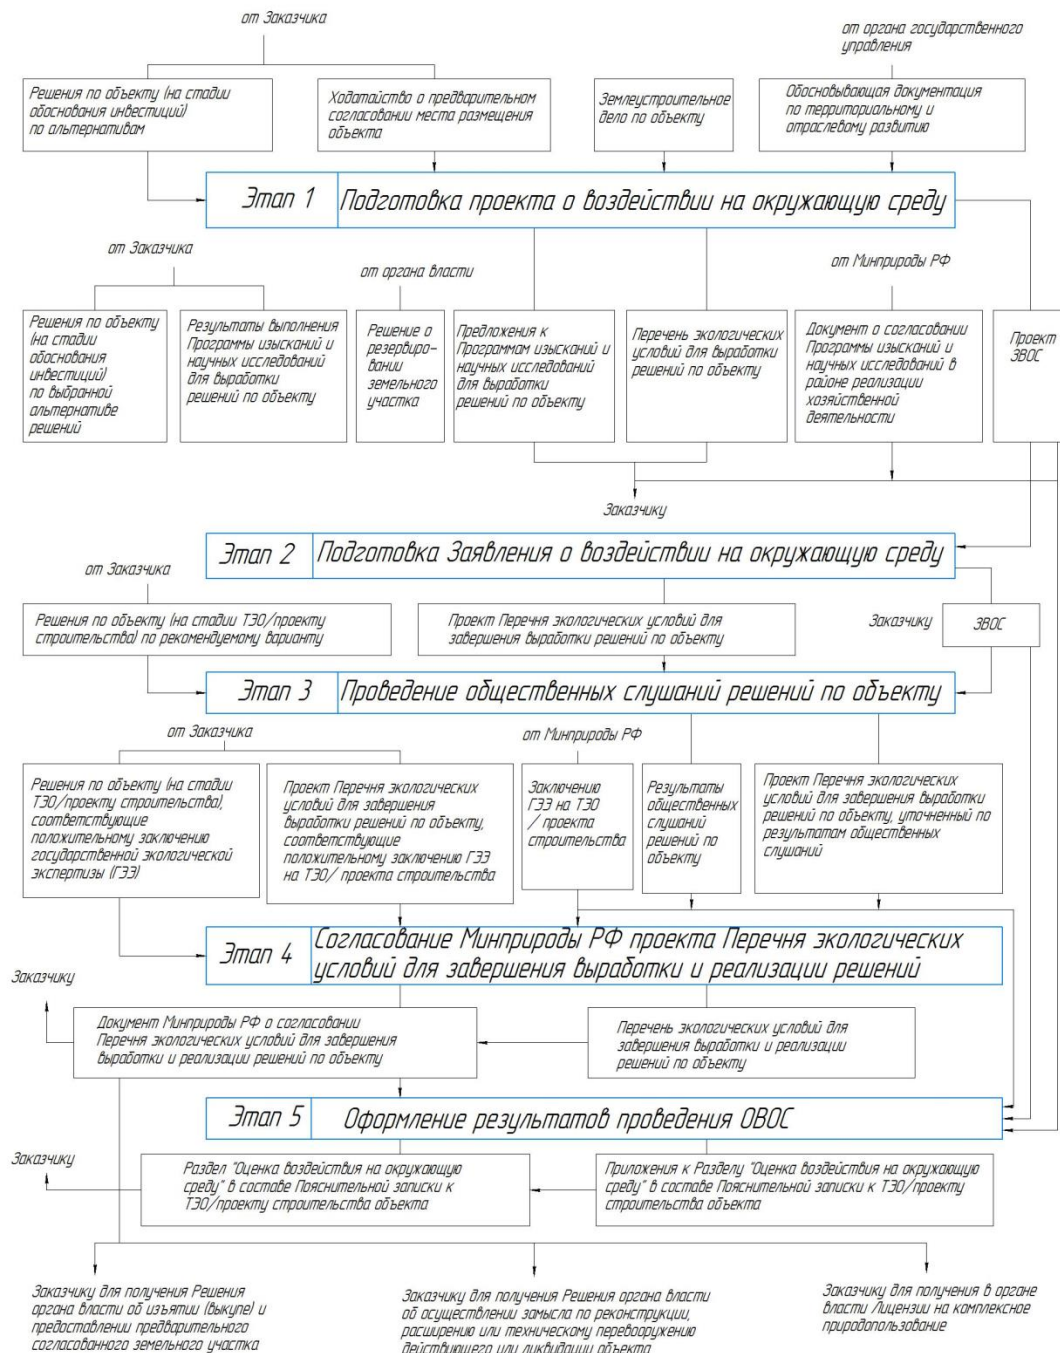 от Заказчика
от органа государственного
управления
Решения по объекту (на стадии
обоснования инвестиций)
по альтернативам
Ходатайство о предварительном
согласовании места размещения
объекта
Землеустроительное
дело по объекту
Обосновывающая документация
по территориальному и
отраслевому развитию
Этап 1
Подготовка проекта о воздействии на окружающую среду
от Заказчика
от органа власти
от Минприроды РФ
Решения по объекту
(на стадии
обоснования
инвестиций)
по выбранной
альтернативе
решений
Результаты выполнения
Программы изысканий и
научных исследований
для выработки
решений по объекту
Решение о
резервиро-
вании
земельного
участка
Предложения к
Программам изысканий и
научных исследований
для выработки
решений по объекту
Перечень экологических
условий для выработки
решений по объекту
Документ о согласовании
Программы изысканий и
научных исследований в
районе реализации
хозяйственной
деятельности
Проект
ЗВОС
Заказчику
Этап 2
Подготовка Заявления о воздействии на окружающую среду
от Заказчика
Решения по объекту (на стадии ТЭО/проекту
строительства) по рекомендуемому варианту
Проект Перечня экологических условий для
завершения выработки решений по объекту
Заказчику
ЗВОС
Этап 3
Проведение общественных слушаний решений по объекту
от Заказчика
от Минприроды РФ
Решения по объекту (на стадии
ТЭО/проекту строительства),
соответствующие
положительному заключению
государственной экологической
экспертизы (ГЭЭ)
Проект Перечня экологических
условий для завершения
выработки решений по объекту,
соответствующие
положительному заключению ГЭЭ
на ТЭО/ проекта строительства
Заключению
ГЭЭ на ТЭО
/ проекта
строительства
Результаты
общественных
слушаний
решений по
объекту
Проект Перечня экологических
условий для завершения выработки
решений по объекту, уточненный по
результатам общественных
слушаний
Этап 4
Согласование Минприроды РФ проекта Перечня экологических
условий для завершения выработки и реализации решений
Заказчику
Документ Минприроды РФ о согласовании
Перечня экологических условий для завершения
выработки и реализации решений по объекту
Перечень экологических условий для
завершения выработки и реализации
решений по объекту
Этап 5
Оформление результатов проведения ОВОС
Заказчику
Раздел "Оценка воздействия на окружающую
среду" в составе Пояснительной записки к
ТЭО/проекту строительства объекта
Приложения к Разделу "Оценка воздействия на окружающую
среду" в составе Пояснительной записки к ТЭО/проекту
строительства объекта
Заказчику для получения Решения
органа власти об изъятии (выкупе) и
предоставлении предварительного
согласованного земельного участка
Заказчику для получения Решения органа власти
об осуществлении замысла по реконструкции,
расширению или техническому перевооружению
действующего или ликвидации объекта
Заказчику для получения в органе
власти Лицензии на комплексное
природопользование